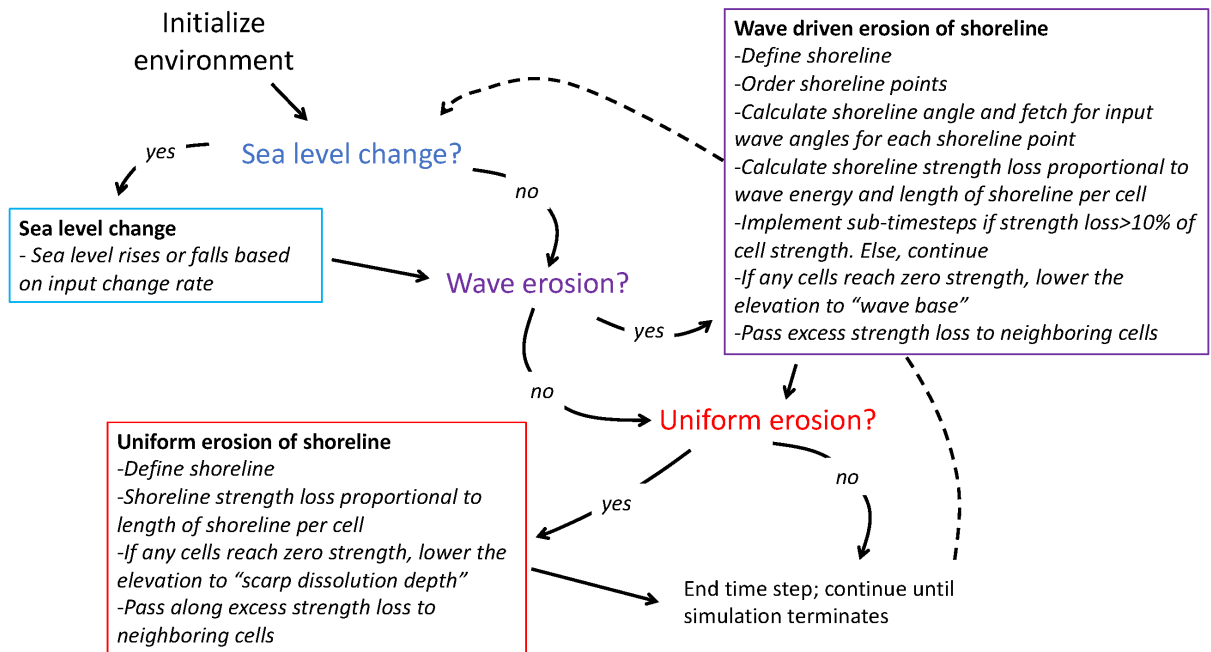 Initialize
environment
Sea level change?
yes
no
Sea level change
- Sea level rises or falls based
on input change rate
Wave erosion?
yes
no
Wave driven erosion of shoreline
-Define shoreline
-Order shoreline points
-Calculate shoreline angle and fetch for input
wave angles for each shoreline point
-Calculate shoreline strength loss proportional to
wave energy and length of shoreline per cell
-Implement sub-timesteps if strength loss>10% of
cell strength. Else, continue
-If any cells reach zero strength, lower the
elevation to “wave base”
-Pass excess strength loss to neighboring cells
Uniform erosion?
yes
no
Uniform erosion of shoreline
-Define shoreline
-Shoreline strength loss proportional to
length of shoreline per cell
-If any cells reach zero strength, lower the
elevation to “scarp dissolution depth”
-Pass along excess strength loss to
neighboring cells
End time step; continue until
simulation terminates